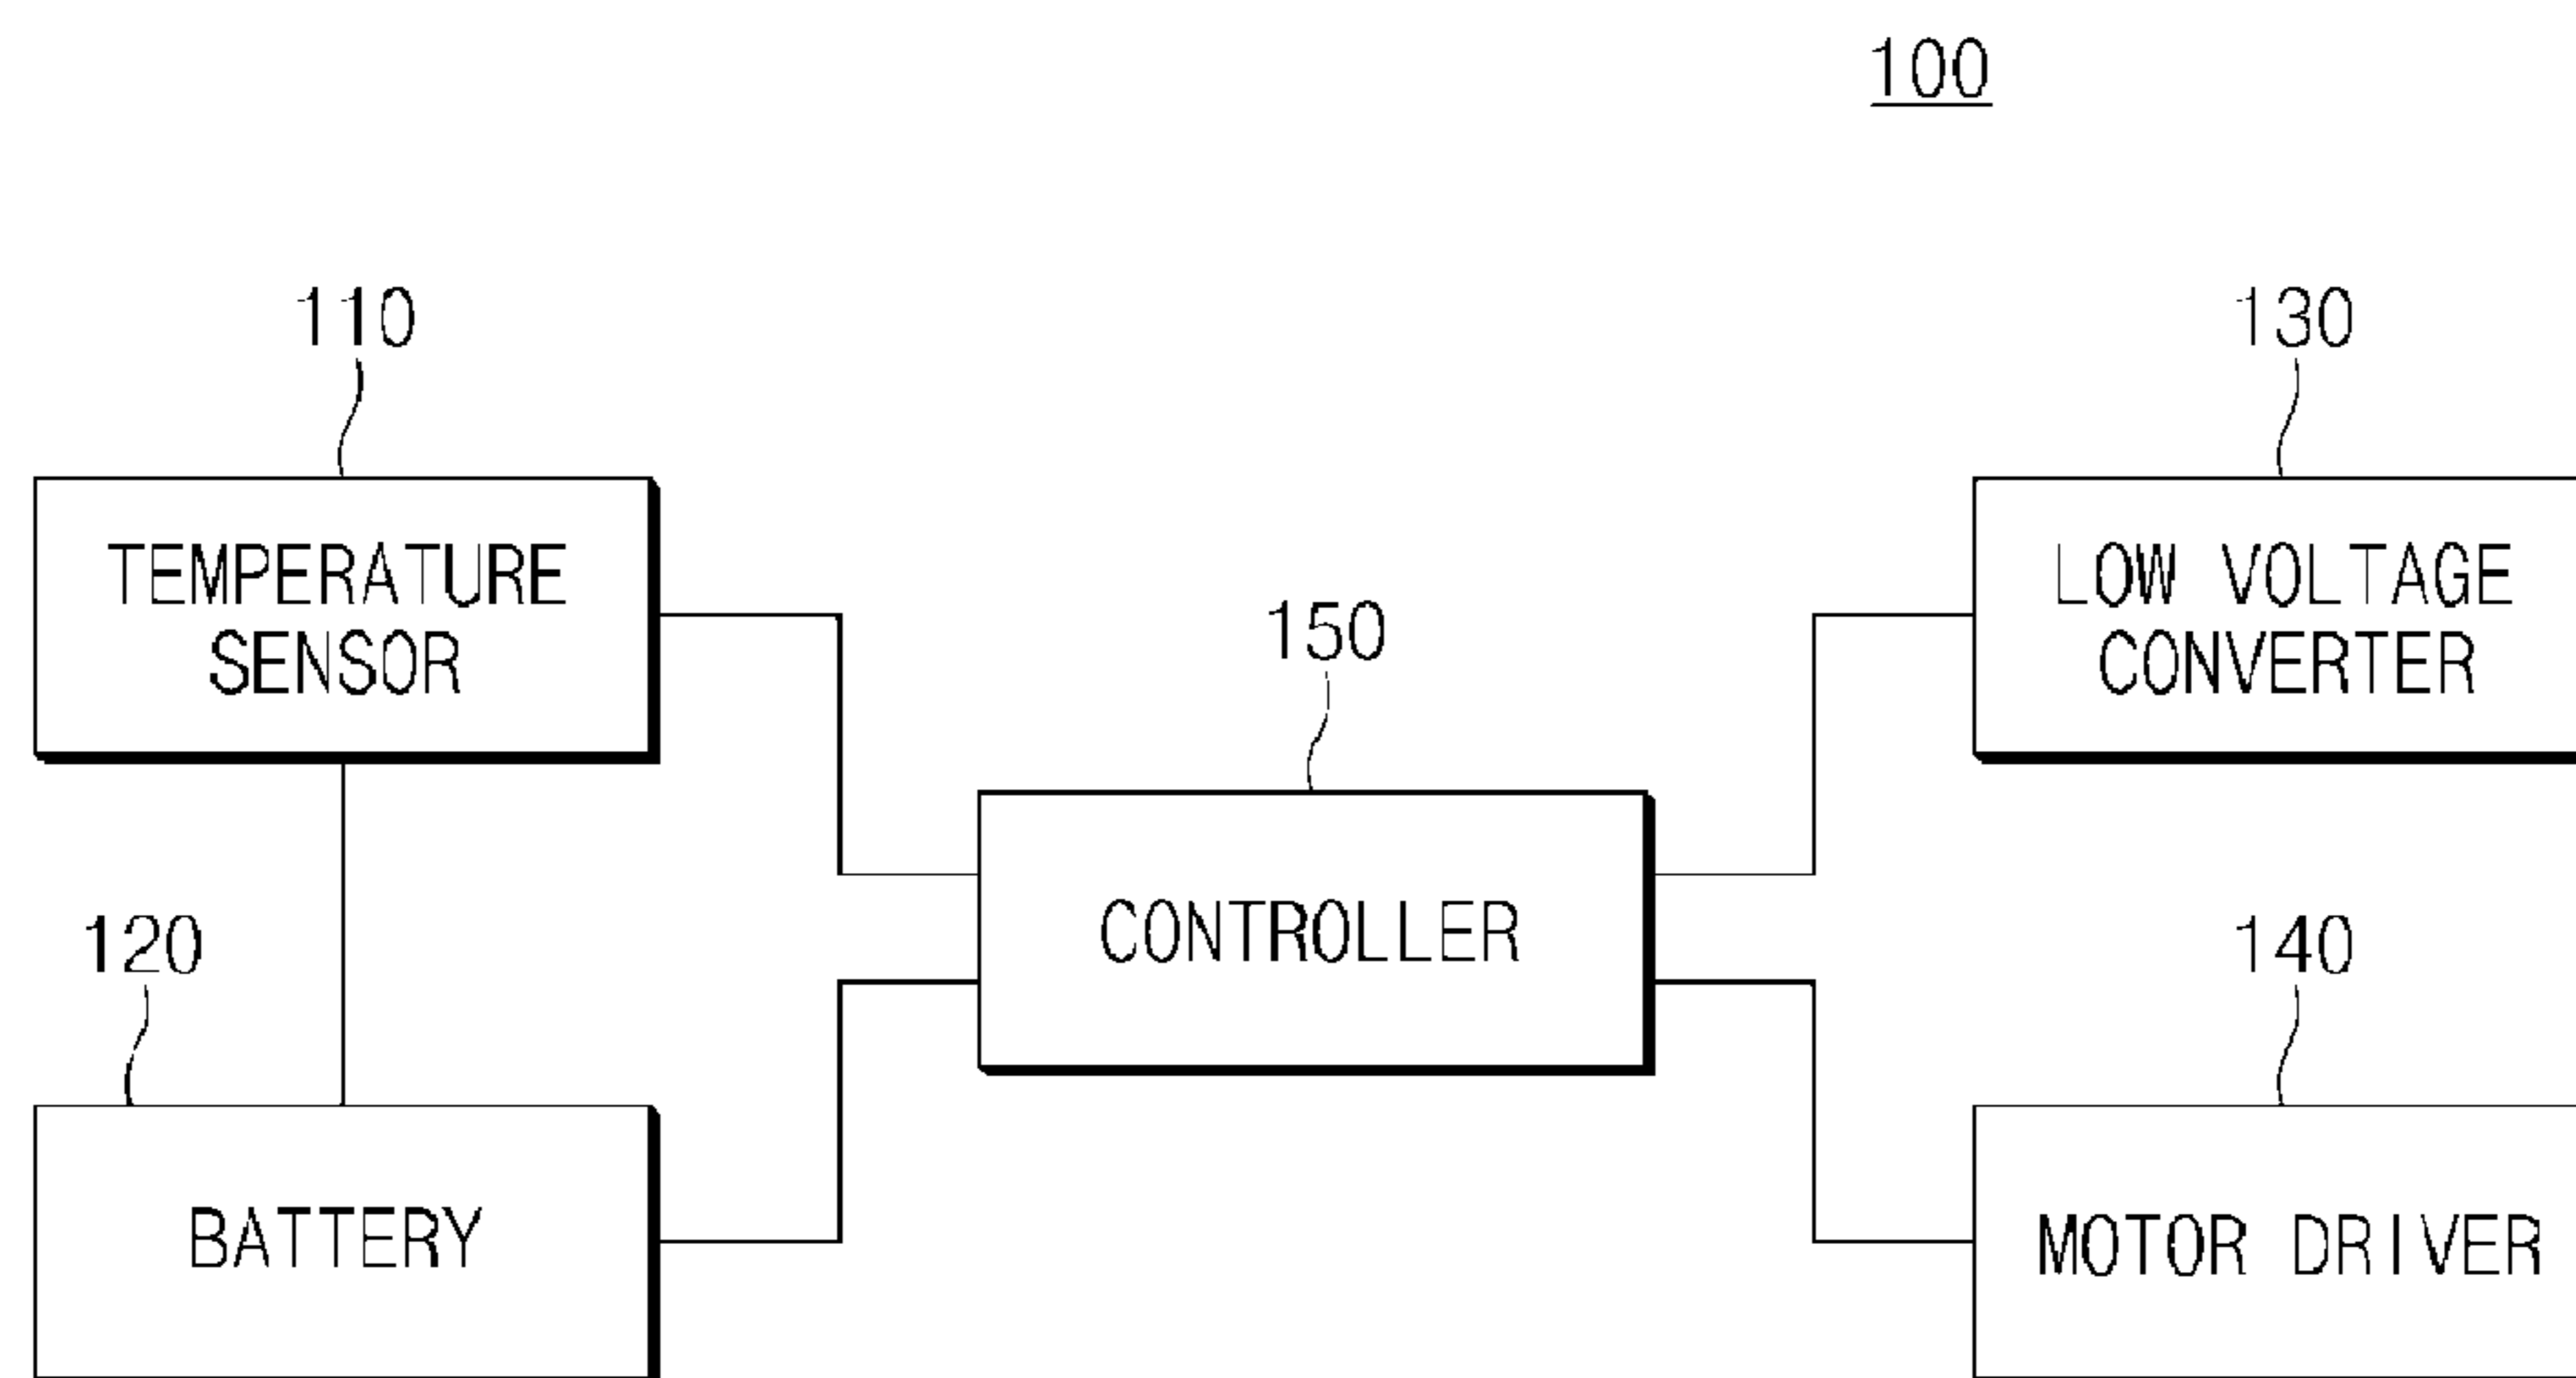 100
110
130
TEMPERATURE
SENSOR
LOW VOLTAGE
CONVERTER
150
CONTROLLER
120
140
BATTERY
MOTOR DRIVER